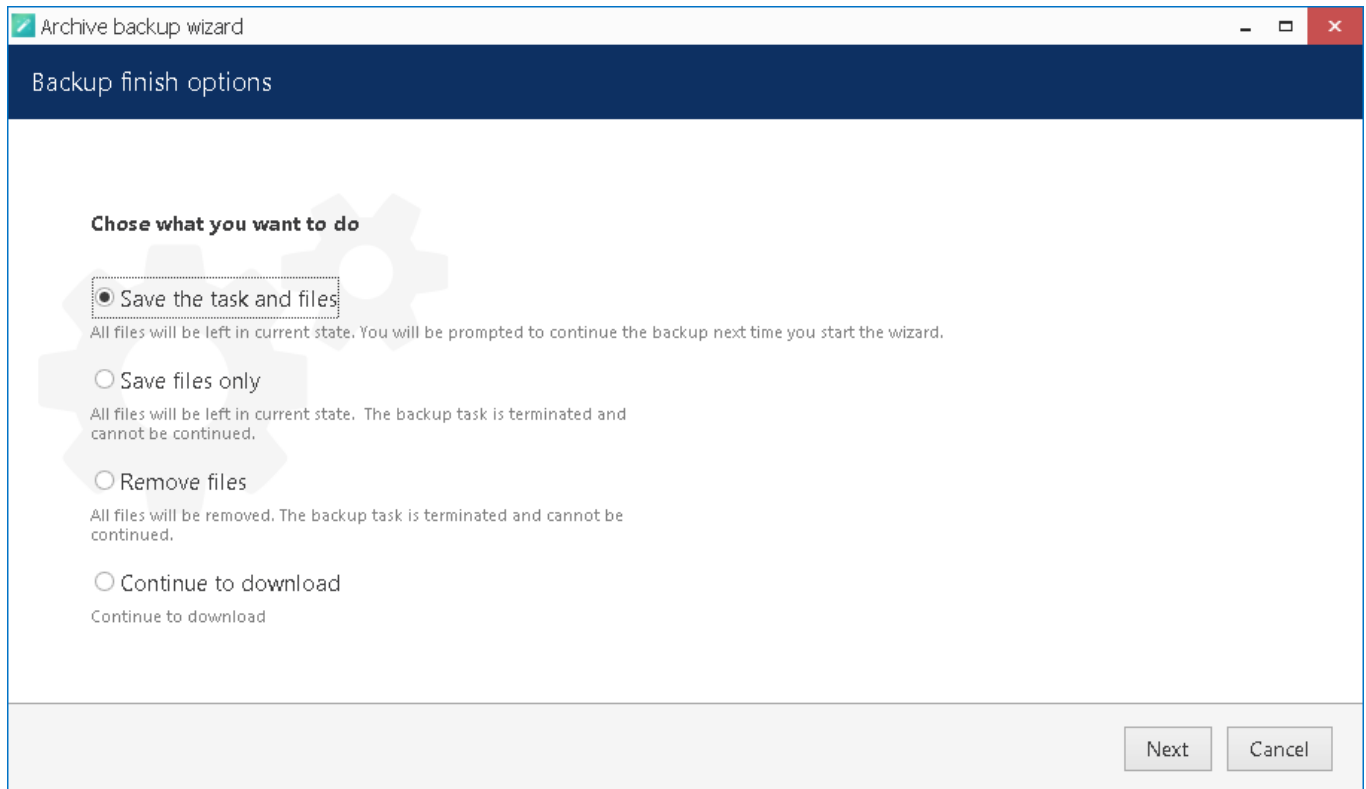 Archive backup wizard
Backup finish options
Chose what you want to do
Save the task and files
All files will be left in current state. You will be prompted to continue the backup next time you start the wizard.
Save files only
All files will be left in current state.  The backup task is terminated and
cannot be continued.
Remove files
All files will be removed. The backup task is terminated and cannot be
continued.
Continue to download
Continue to download
Next Cancel